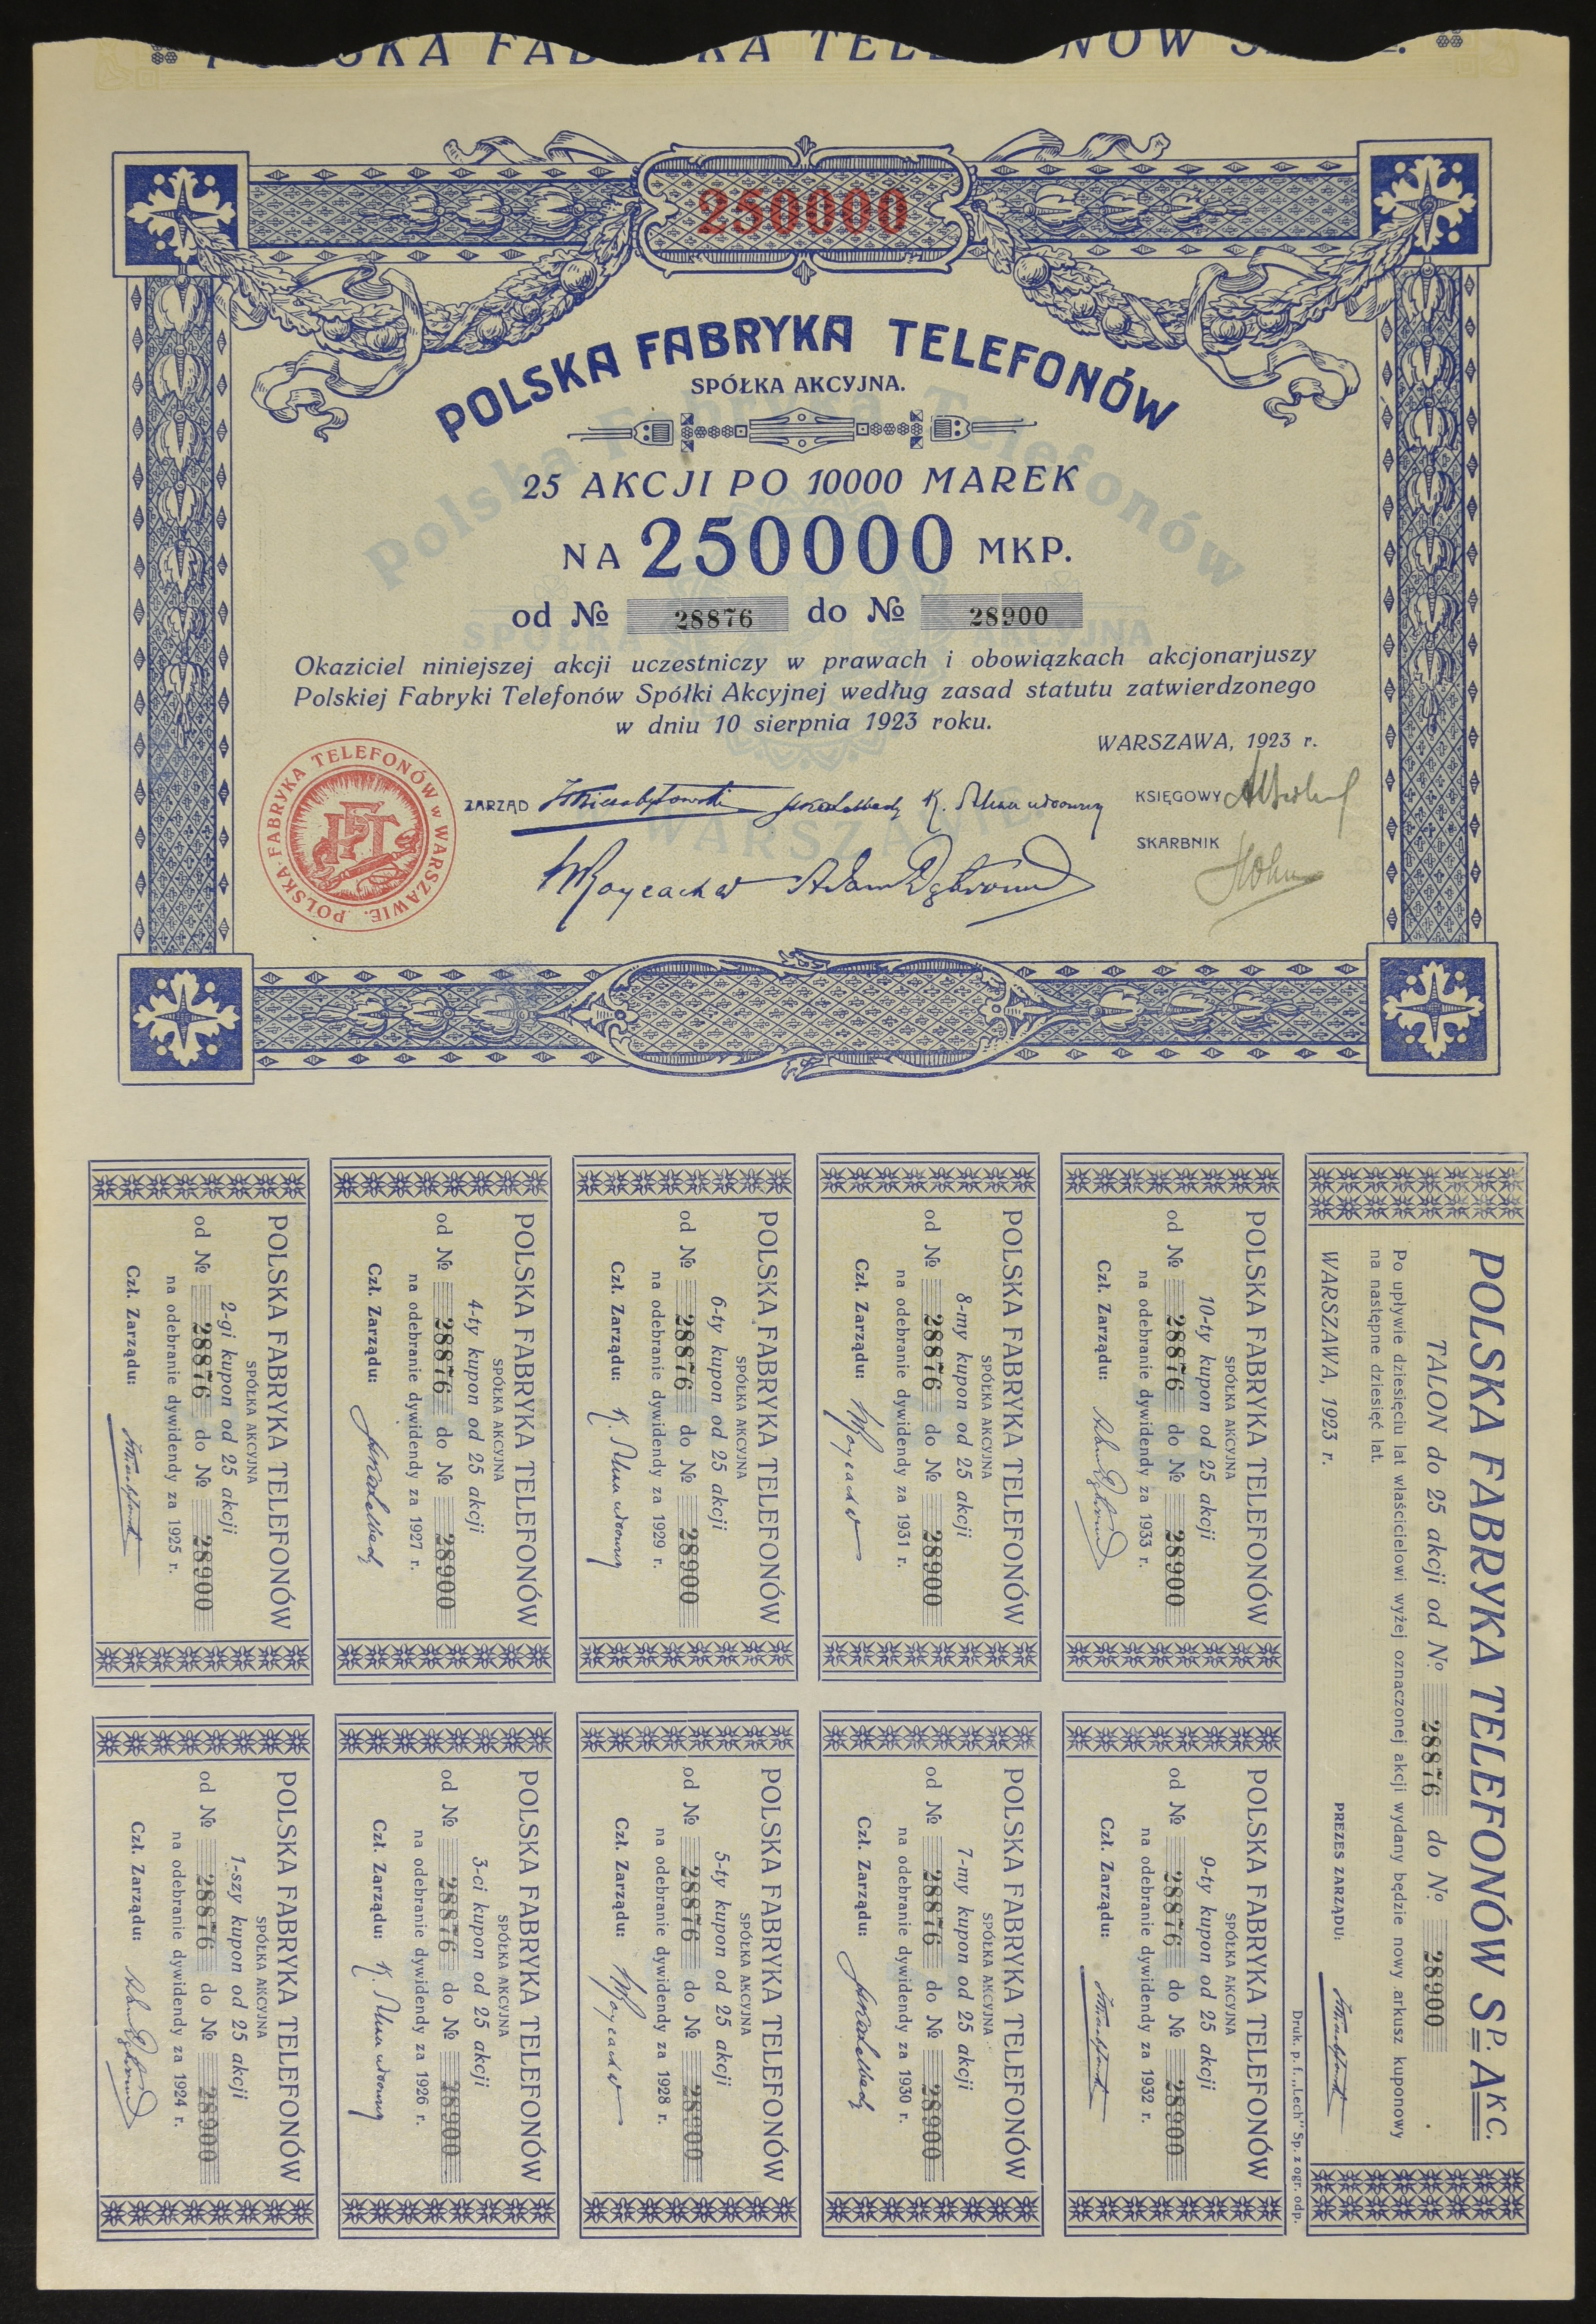 250000
POLSKA FABRYKA TELEFONÓW
SPÓŁKA AKCYJNA.
25 AKCJI PO 10000 MAREK
NA 250000 MKP.
od № 28876 do № 28900
Okaziciel niniejszej akcji uczestniczy w prawach i obowiązkach akcjonarjuszy
Polskiej Fabryki Telefonów Spółki Akcyjnej według zasad statutu zatwierdzonego
w dniu 10 sierpnia 1923 roku.
WARSZAWA, 1923 r.
POLSKA FABRYKA TELEFONÓW w WARSZAWIE.
PFT
ZARZĄD
KSIĘGOWY
SKARBNIK
Polska Fabryka Telefonów
SPÓŁKA AKCYJNA
WARSZAWIE
POLSKA FABRYKA TELEFONÓW SP. AKC.
TALON do 25 akcji od № 28876 do № 28900
Po upływie dziesięciu lat właścicielowi wyżej oznaczonej akcji wydany będzie nowy arkusz kuponowy
na następne dziesięć lat.
WARSZAWA, 1923 r.
PREZES ZARZĄDU:
Druk. p. f. „Lech" Sp. z ogr. odp.
POLSKA FABRYKA TELEFONÓW
SPÓŁKA AKCYJNA
10-ty kupon od 25 akcji
od № 28876 do № 28900
na odebranie dywidendy za 1933 r.
Czł. Zarządu:
POLSKA FABRYKA TELEFONÓW
SPÓŁKA AKCYJNA
9-ty kupon od 25 akcji
od № 28876 do № 28900
na odebranie dywidendy za 1932 r.
Czł. Zarządu:
POLSKA FABRYKA TELEFONÓW
SPÓŁKA AKCYJNA
8-my kupon od 25 akcji
od № 28876 do № 28900
na odebranie dywidendy za 1931 r.
Czł. Zarządu:
POLSKA FABRYKA TELEFONÓW
SPÓŁKA AKCYJNA
7-my kupon od 25 akcji
od № 28876 do № 28900
na odebranie dywidendy za 1930 r.
Czł. Zarządu:
POLSKA FABRYKA TELEFONÓW
SPÓŁKA AKCYJNA
6-ty kupon od 25 akcji
od № 28876 do № 28900
na odebranie dywidendy za 1929 r.
Czł. Zarządu:
POLSKA FABRYKA TELEFONÓW
SPÓŁKA AKCYJNA
5-ty kupon od 25 akcji
od № 28876 do № 28900
na odebranie dywidendy za 1928 r.
Czł. Zarządu:
POLSKA FABRYKA TELEFONÓW
SPÓŁKA AKCYJNA
4-ty kupon od 25 akcji
od № 28876 do № 28900
na odebranie dywidendy za 1927 r.
Czł. Zarządu:
POLSKA FABRYKA TELEFONÓW
SPÓŁKA AKCYJNA
3-ci kupon od 25 akcji
od № 28876 do № 28900
na odebranie dywidendy za 1926 r.
Czł. Zarządu:
POLSKA FABRYKA TELEFONÓW
SPÓŁKA AKCYJNA
2-gi kupon od 25 akcji
od № 28876 do № 28900
na odebranie dywidendy za 1925 r.
Czł. Zarządu:
POLSKA FABRYKA TELEFONÓW
SPÓŁKA AKCYJNA
1-szy kupon od 25 akcji
od № 28876 do № 28900
na odebranie dywidendy za 1924 r.
Czł. Zarządu: